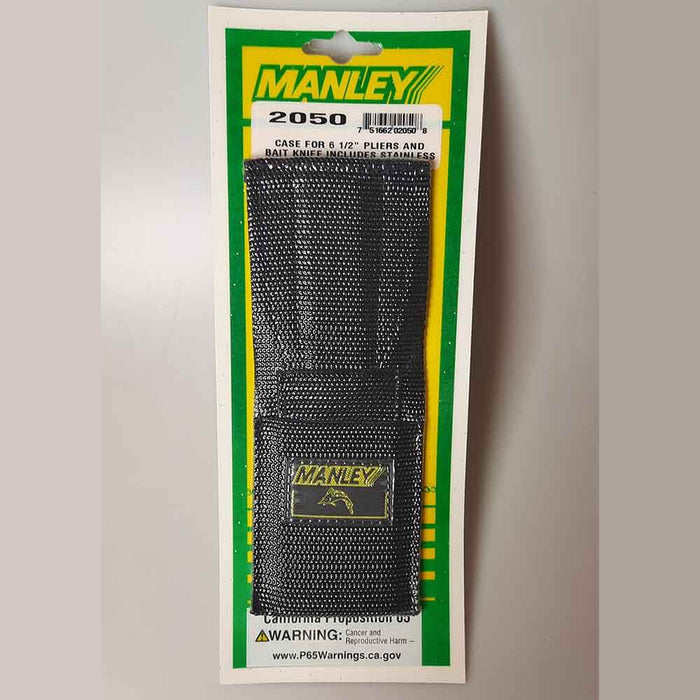 MANLEY
2050
7 51662 02050 8
CASE FOR 6 1/2" PLIERS AND
BAIT KNIFE INCLUDES STAINLESS
MANLEY
California Proposition 65
WARNING: Cancer and
Reproductive Harm –
www.P65Warnings.ca.gov